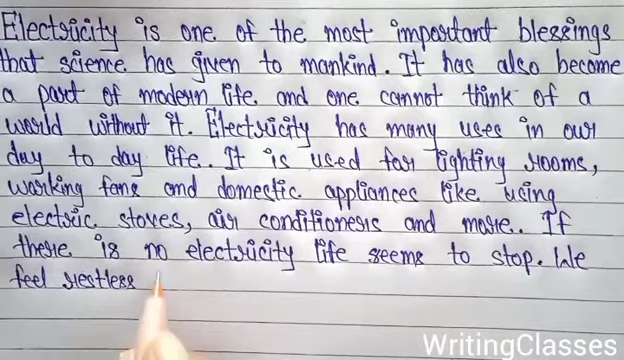 Electricity is one of the most important blessings
that science has given to mankind. It has also become
a part of modern life and one cannot think of a
world without it. Electricity has many uses in our
day to day life. It is used for lighting rooms,
working fans and domestic appliances like using
electric stoves, air conditioners and more. If
there is no electricity life seems to stop. We
feel restless
WritingClasses